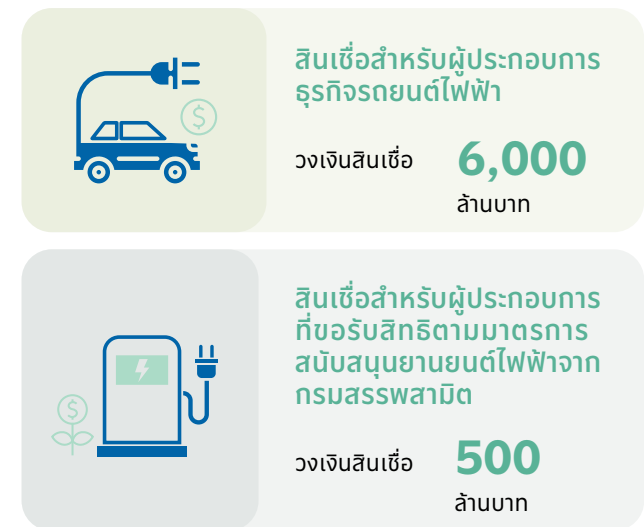 สินเชื่อสำหรับผู้ประกอบการ
ธุรกิจรถยนต์ไฟฟ้า
วงเงินสินเชื่อ 6,000
ล้านบาท
สินเชื่อสำหรับผู้ประกอบการ
ที่ขอรับสิทธิตามมาตรการ
สนับสนุนยานยนต์ไฟฟ้าจาก
กรมสรรพสามิต
วงเงินสินเชื่อ 500
ล้านบาท